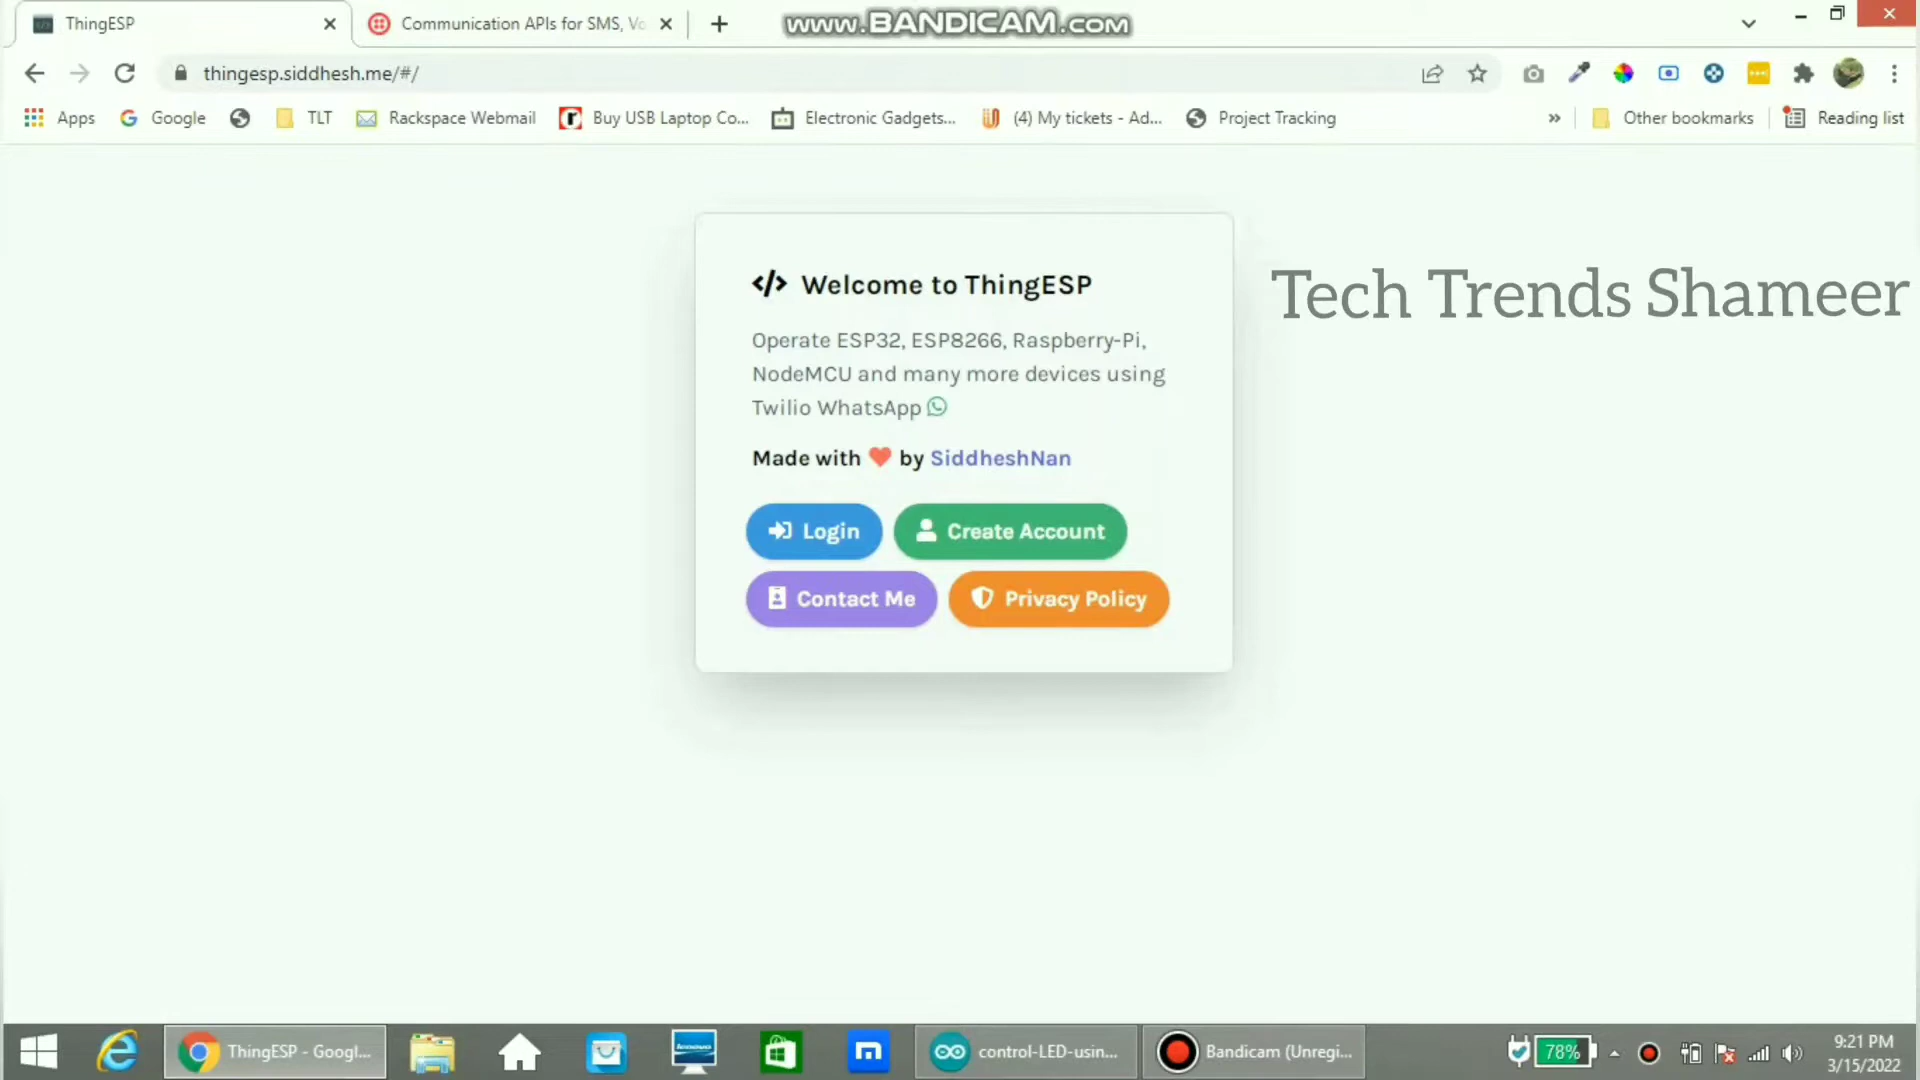 ThingESP
Communication APIs for SMS, Vo
www.BANDICAM.com
thingesp.siddhesh.me/#/
Apps
Google
TLT
Rackspace Webmail
Buy USB Laptop Co...
Electronic Gadgets...
(4) My tickets - Ad...
Project Tracking
»
Other bookmarks
Reading list
</> Welcome to ThingESP
Tech Trends Shameer
Operate ESP32, ESP8266, Raspberry-Pi,
NodeMCU and many more devices using
Twilio WhatsApp
Made with ❤ by SiddheshNan
Login
Create Account
Contact Me
Privacy Policy
ThingESP - Googl...
control-LED-usin...
Bandicam (Unregi...
78%
9:21 PM
3/15/2022